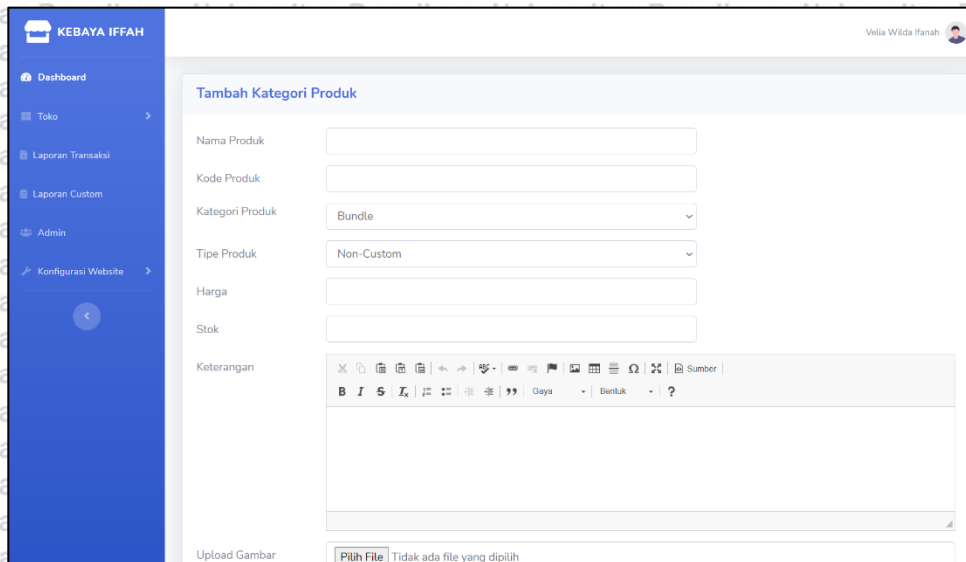 KEBAYA IFFAH
Velia Wilda Ifanah
Dashboard
Toko
Laporan Transaksi
Laporan Custom
Admin
Konfigurasi Website
Tambah Kategori Produk
Nama Produk
Kode Produk
Kategori Produk
Bundle
Tipe Produk
Non-Custom
Harga
Stok
Keterangan
Sumber
Gaya
Bentuk
Upload Gambar
Pilih File Tidak ada file yang dipilih